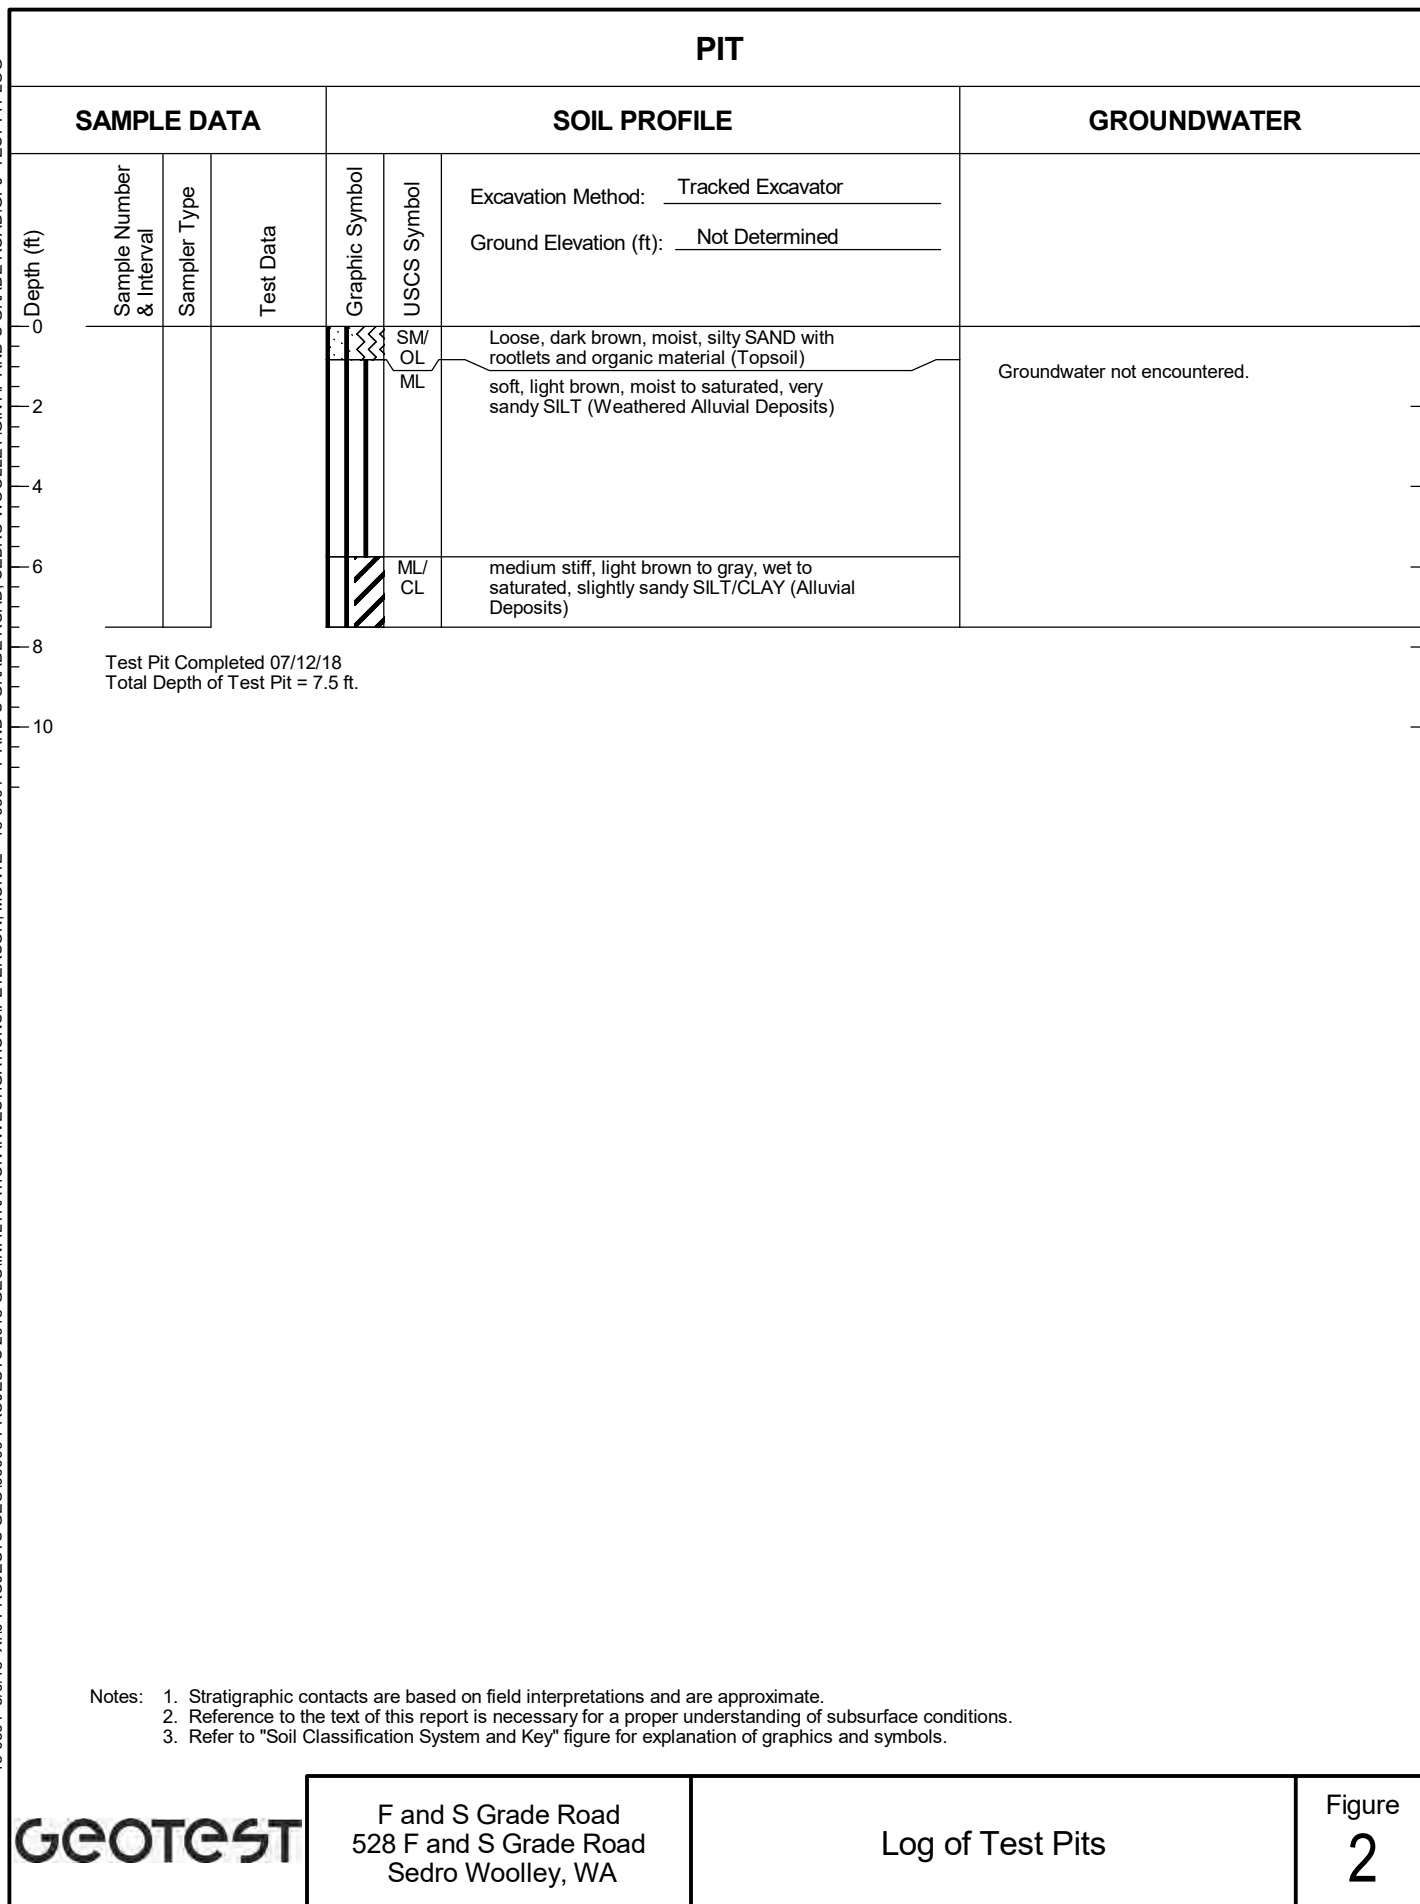 PIT
SAMPLE DATA
SOIL PROFILE
GROUNDWATER
Depth (ft)
Sample Number
& Interval
Sampler Type
Test Data
Graphic Symbol
USCS Symbol
Excavation Method: Tracked Excavator
Ground Elevation (ft): Not Determined
0
SM/
OL
Loose, dark brown, moist, silty SAND with
rootlets and organic material (Topsoil)
Groundwater not encountered.
ML
soft, light brown, moist to saturated, very
sandy SILT (Weathered Alluvial Deposits)
2
4
6
ML/
CL
medium stiff, light brown to gray, wet to
saturated, slightly sandy SILT/CLAY (Alluvial
Deposits)
8
Test Pit Completed 07/12/18
Total Depth of Test Pit = 7.5 ft.
10
Notes: 1. Stratigraphic contacts are based on field interpretations and are approximate.
2. Reference to the text of this report is necessary for a proper understanding of subsurface conditions.
3. Refer to "Soil Classification System and Key" figure for explanation of graphics and symbols.
GEOTEST
F and S Grade Road
528 F and S Grade Road
Sedro Woolley, WA
Log of Test Pits
Figure
2